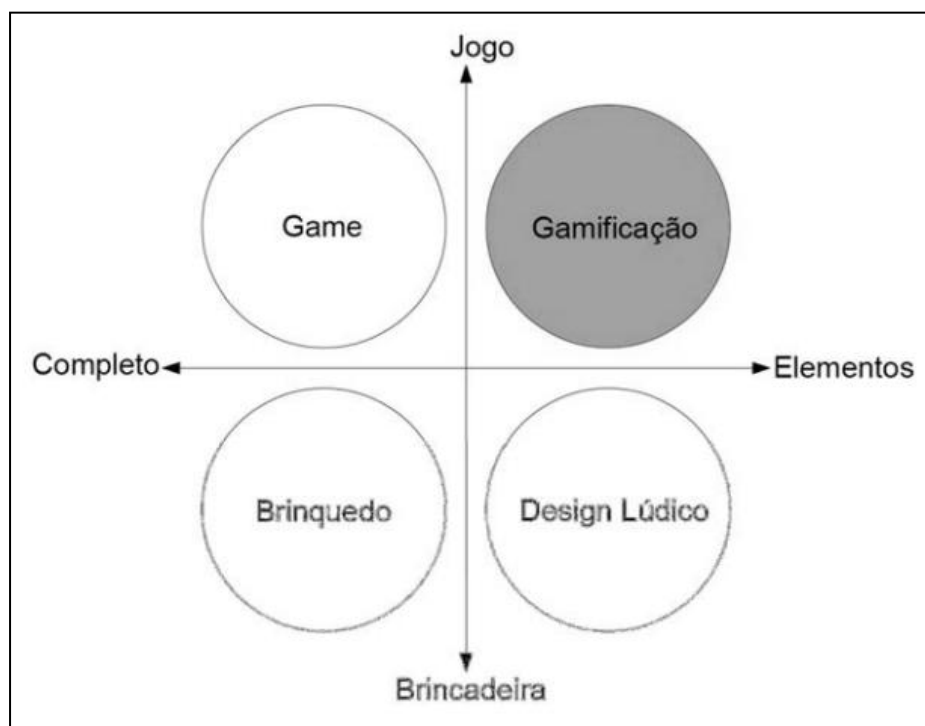 Jogo
Game
Gamificação
Completo
Elementos
Brinquedo
Design Lúdico
Brincadeira